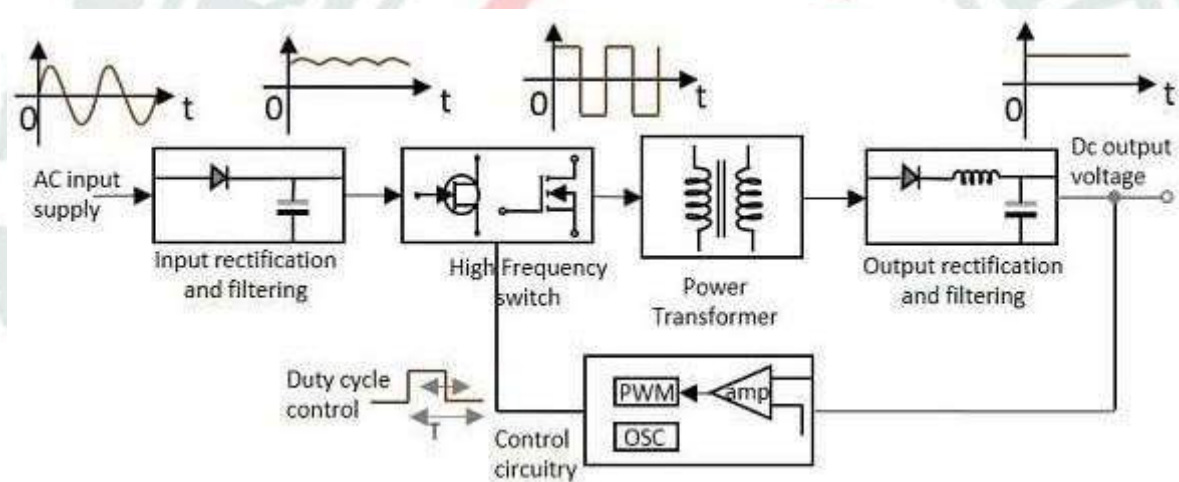 0
t
0
t
0
t
0
t
AC input
supply
Input rectification
and filtering
High Frequency
switch
Power
Transformer
Output rectification
and filtering
Dc output
voltage
Duty cycle
control
T
Control
circuitry
PWM
amp
OSC